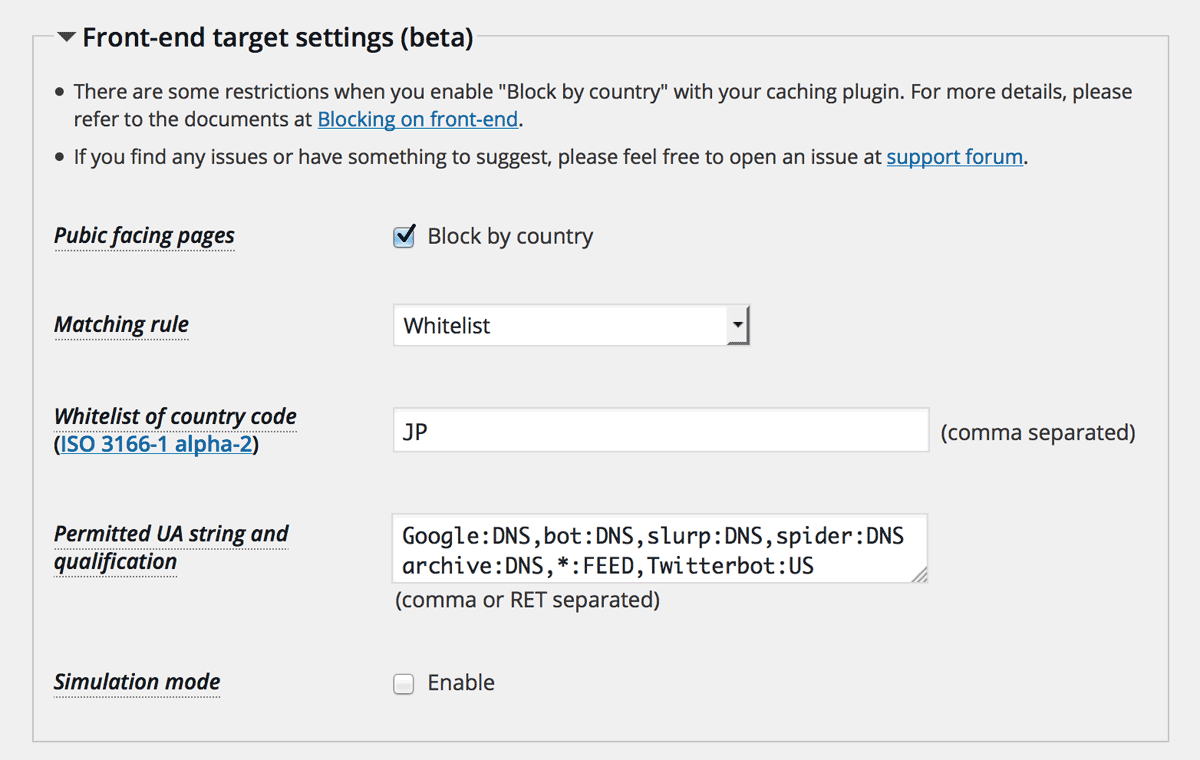 Front-end target settings (beta)
There are some restrictions when you enable "Block by country" with your caching plugin. For more details, please
refer to the documents at Blocking on front-end.
If you find any issues or have something to suggest, please feel free to open an issue at support forum.
Pubic facing pages
Block by country
Matching rule
Whitelist
Whitelist of country code
(ISO 3166-1 alpha-2)
JP
(comma separated)
Permitted UA string and
qualification
Google:DNS,bot:DNS,slurp:DNS,spider:DNS
archive:DNS,*:FEED,Twitterbot:US
(comma or RET separated)
Simulation mode
Enable